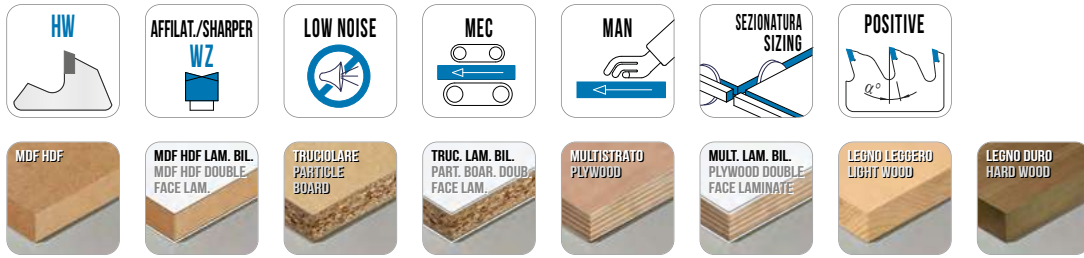 HW
AFFILAT./SHARPER
WZ
LOW NOISE
MEC
MAN
SEZIONATURA
SIZING
POSITIVE
α°
MDF HDF
MDF HDF LAM. BIL.
MDF HDF DOUBLE
FACE LAM.
TRUCIOLARE
PARTICLE
BOARD
TRUC. LAM. BIL.
PART. BOAR. DOUB.
FACE LAM.
MULTISTRATO
PLYWOOD
MULT. LAM. BIL.
PLYWOOD DOUBLE
FACE LAMINATE
LEGNO LEGGERO
LIGHT WOOD
LEGNO DURO
HARD WOOD